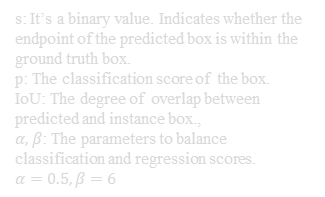 s: It's a binary value. Indicates whether the
endpoint of the predicted box is within the
ground truth box.
p: The classification score of the box.
IoU: The degree of overlap between
predicted and instance box.,
α, β: The parameters to balance
classification and regression scores.
α = 0.5, β = 6